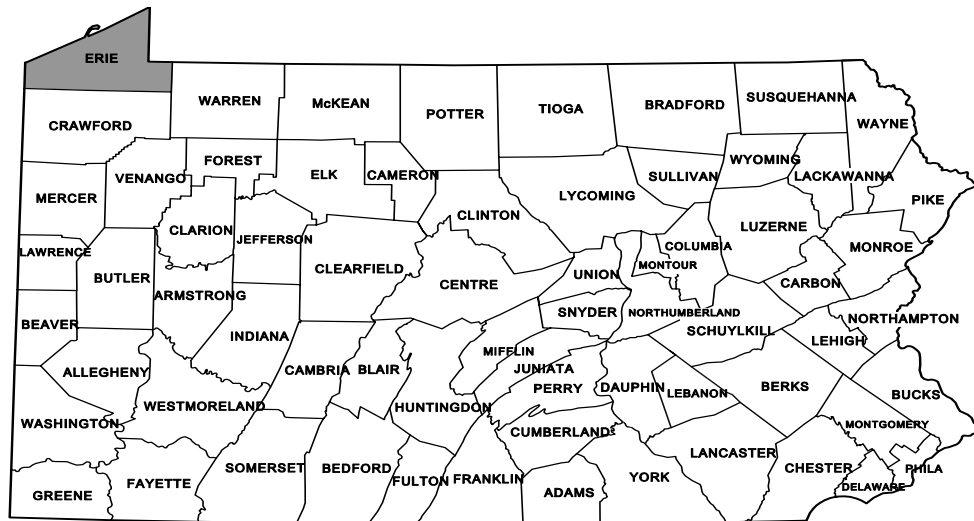 ERIE
WARREN
McKEAN
POTTER
TIOGA
BRADFORD
SUSQUEHANNA
WAYNE
CRAWFORD
FOREST
VENANGO
ELK
CAMERON
SULLIVAN
WYOMING
LACKAWANNA
MERCER
LYCOMING
PIKE
CLARION
JEFFERSON
CLINTON
LUZERNE
COLUMBIA
MONROE
LAWRENCE
BUTLER
CLEARFIELD
CENTRE
UNION
MONTOUR
CARBON
ARMSTRONG
SNYDER
NORTHUMBERLAND
NORTHAMPTON
BEAVER
INDIANA
SCHUYLKILL
LEHIGH
ALLEGHENY
CAMBRIA
BLAIR
MIFFLIN
JUNIATA
PERRY
DAUPHIN
LEBANON
BERKS
BUCKS
WESTMORELAND
HUNTINGDON
WASHINGTON
CUMBERLAND
MONTGOMERY
LANCASTER
GREENE
FAYETTE
SOMERSET
BEDFORD
FULTON
FRANKLIN
ADAMS
YORK
CHESTER
DELAWARE
PHILA